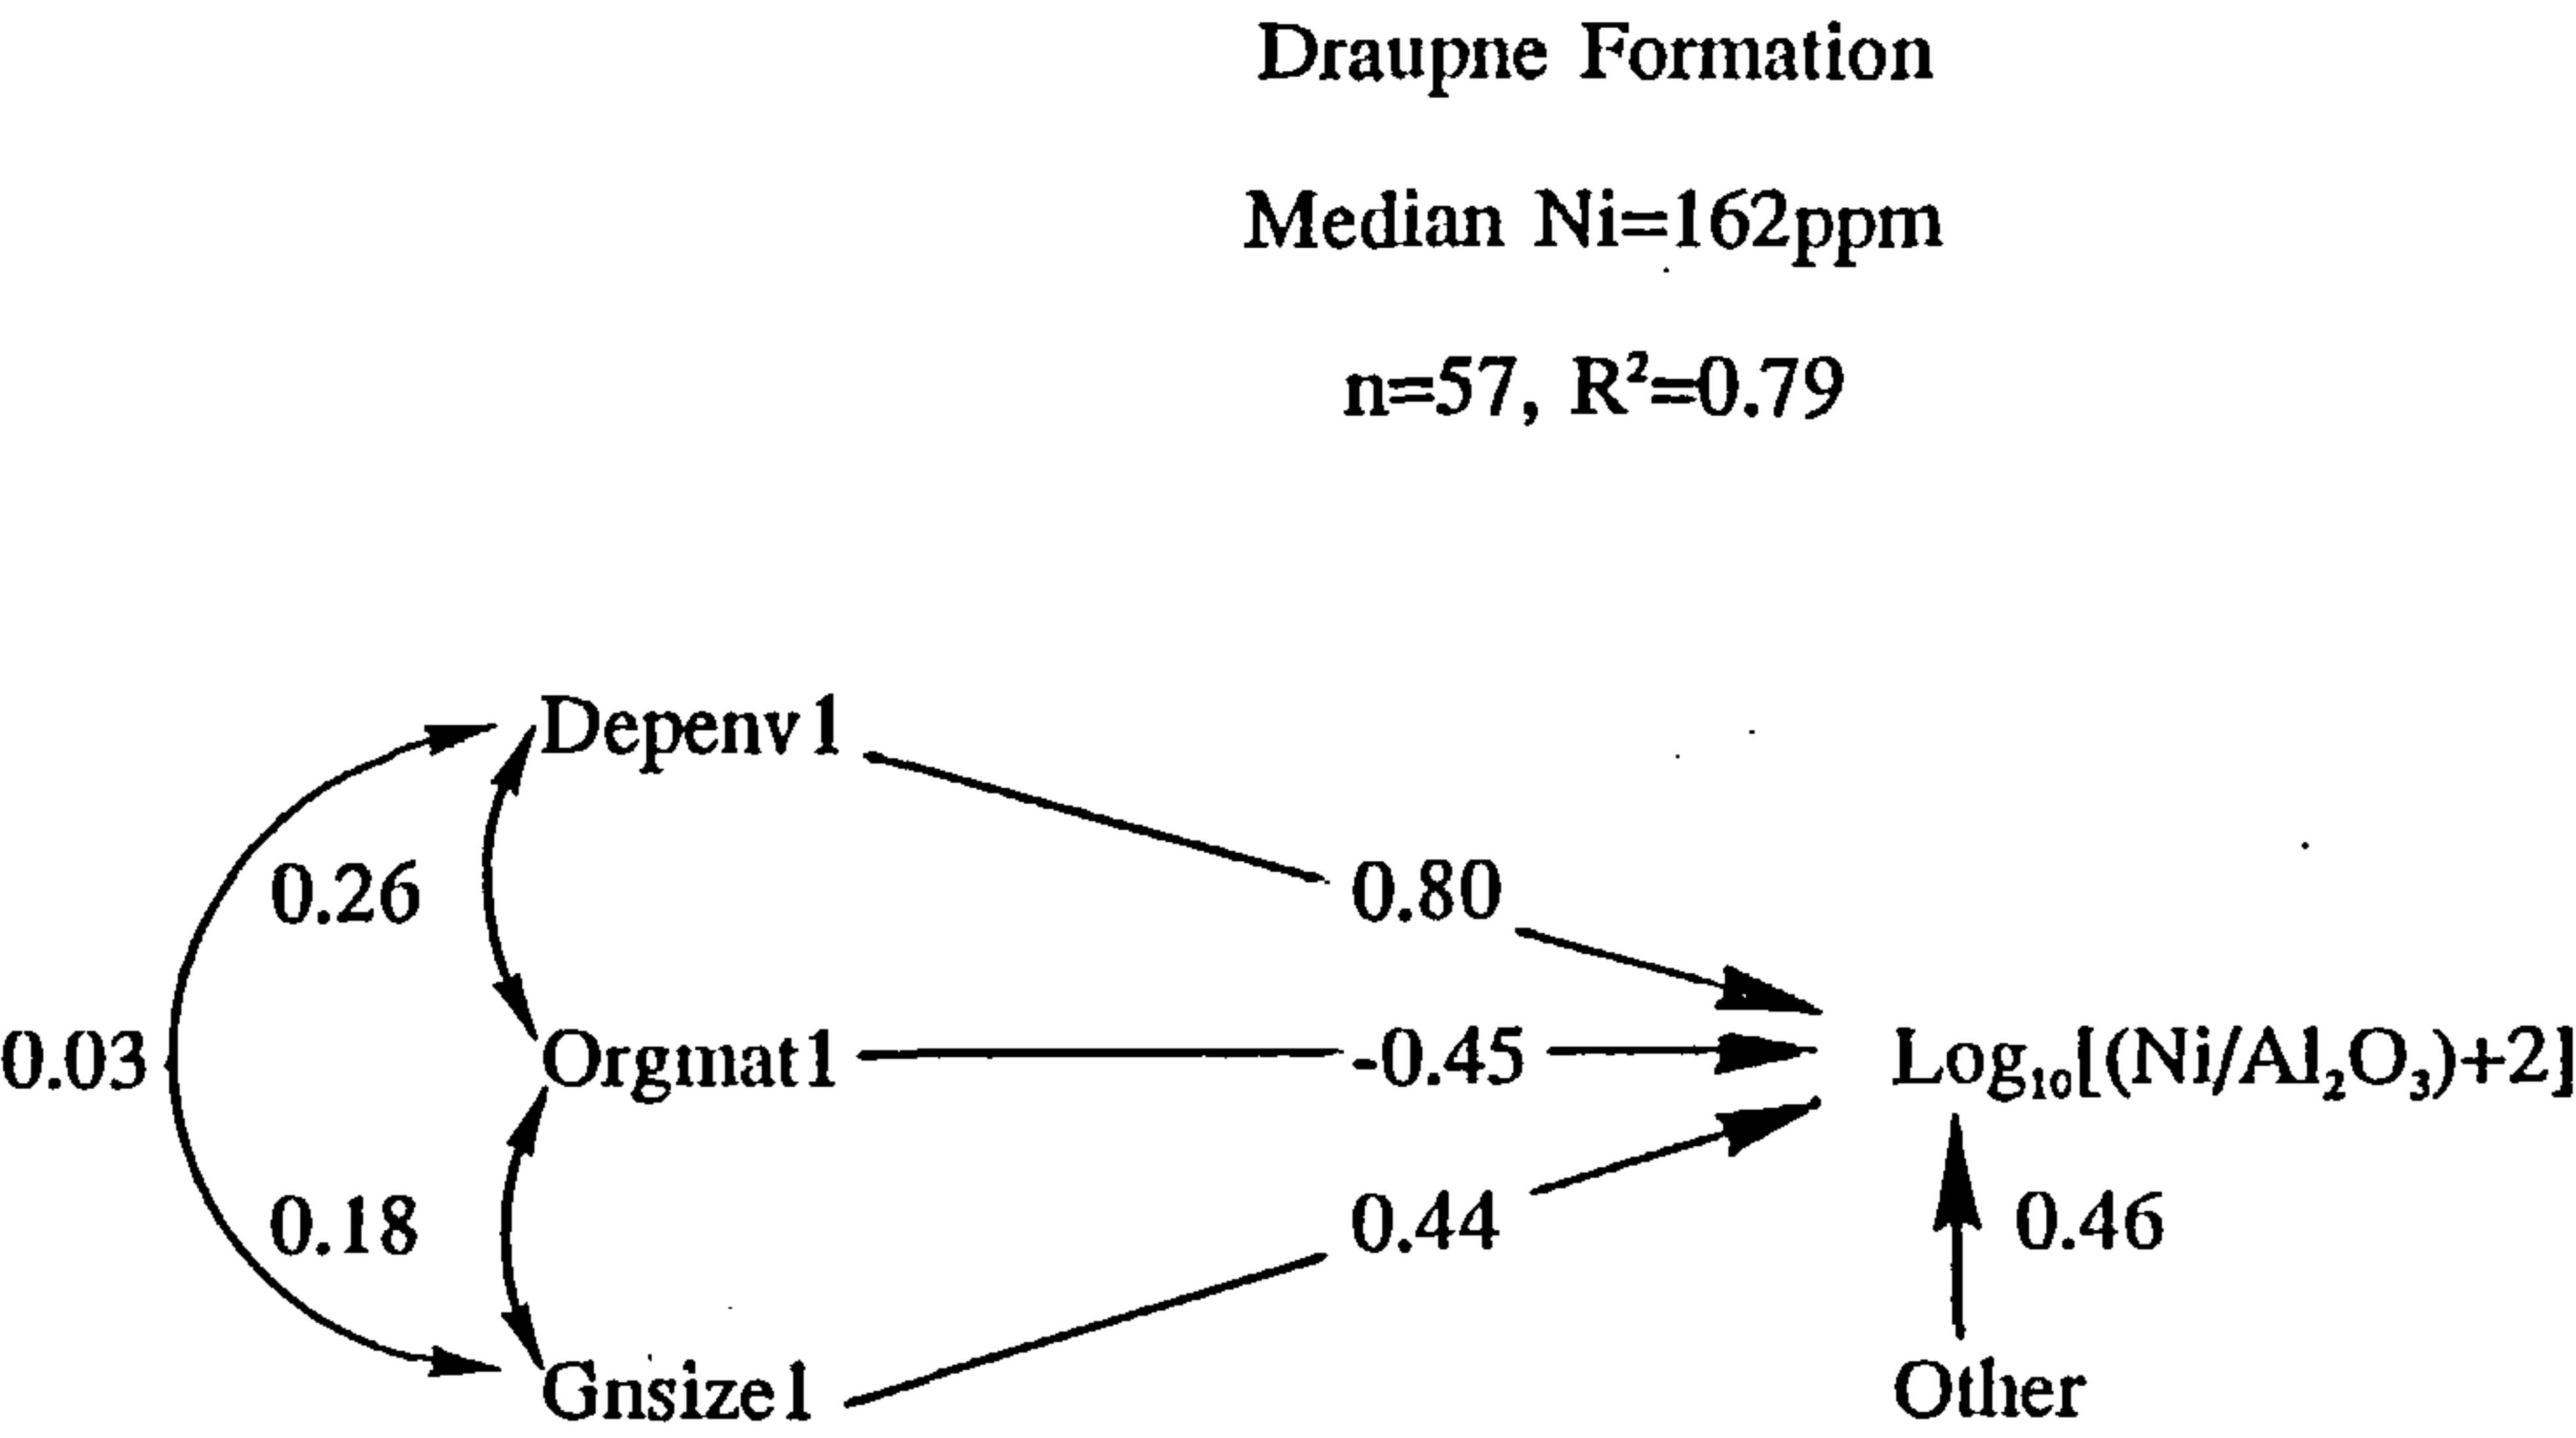 Draupne Formation
Median Ni=162ppm
n=57, R²=0.79
Depenv1
0.26
0.80
0.03
Orgmat1
-0.45
Log₁₀[(Ni/Al₂O₃)+2]
0.18
0.44
0.46
Gnsize1
Other